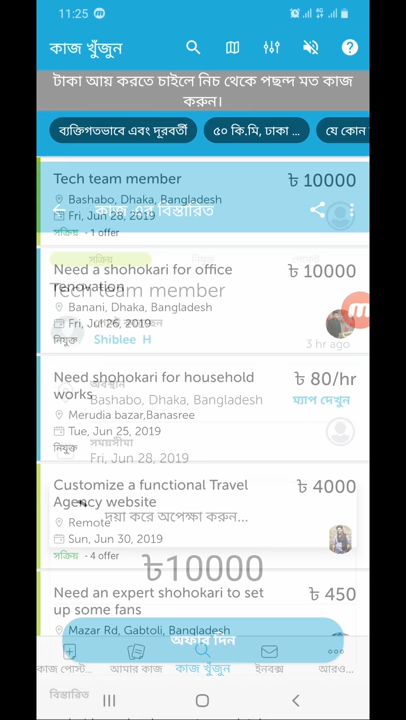 11:25
কাজ খুঁজুন
টাকা আয় করতে চাইলে নিচ থেকে পছন্দ মত কাজ
করুন।
ব্যক্তিগতভাবে এবং দূরবর্তী
৫০ কি.মি, ঢাকা ...
যে কোন
Tech team member
৳ 10000
Bashabo, Dhaka, Bangladesh
কাজ এর বিস্তারিত
Fri, Jun 28, 2019
সক্রিয় - 1 offer
সক্রিয়
নিযুক্ত
Need a shohokari for office
renovation
৳ 10000
Tech team member
Banani, Dhaka, Bangladesh
Fri, Jul 26, 2019
নিযুক্ত
Shiblee H
3 hr ago
Need shohokari for household
works
৳ 80/hr
অবস্থান
Bashabo, Dhaka, Bangladesh
ম্যাপ দেখুন
Merudia bazar,Banasree
Tue, Jun 25, 2019
সময়সীমা
নিযুক্ত
Fri, Jun 28, 2019
Customize a functional Travel
Agency website
৳ 4000
দয়া করে অপেক্ষা করুন...
Remote
Sun, Jun 30, 2019
সক্রিয় - 4 offer
৳10000
Need an expert shohokari to set
up some fans
৳ 450
Mazar Rd, Gabtoli, Bangladesh
অফার দিন
কাজ পোস্ট...
আমার কাজ
কাজ খুঁজুন
ইনবক্স
আরও...
বিস্তারিত